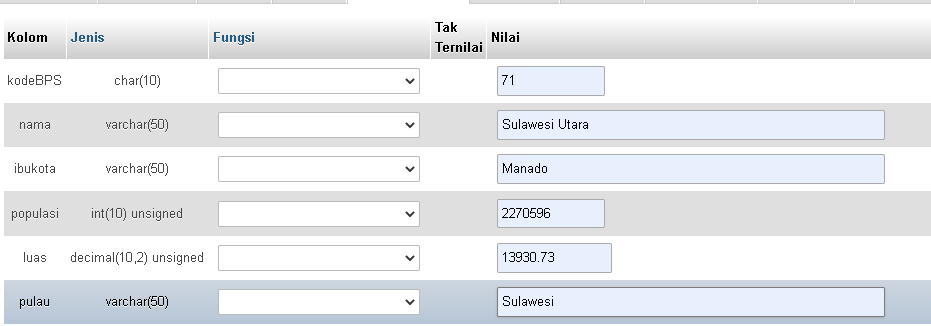 Kolom Jenis Fungsi Tak Ternilai Nilai
kodeBPS char(10) 71
nama varchar(50) Sulawesi Utara
ibukota varchar(50) Manado
populasi int(10) unsigned 2270596
luas decimal(10,2) unsigned 13930.73
pulau varchar(50) Sulawesi